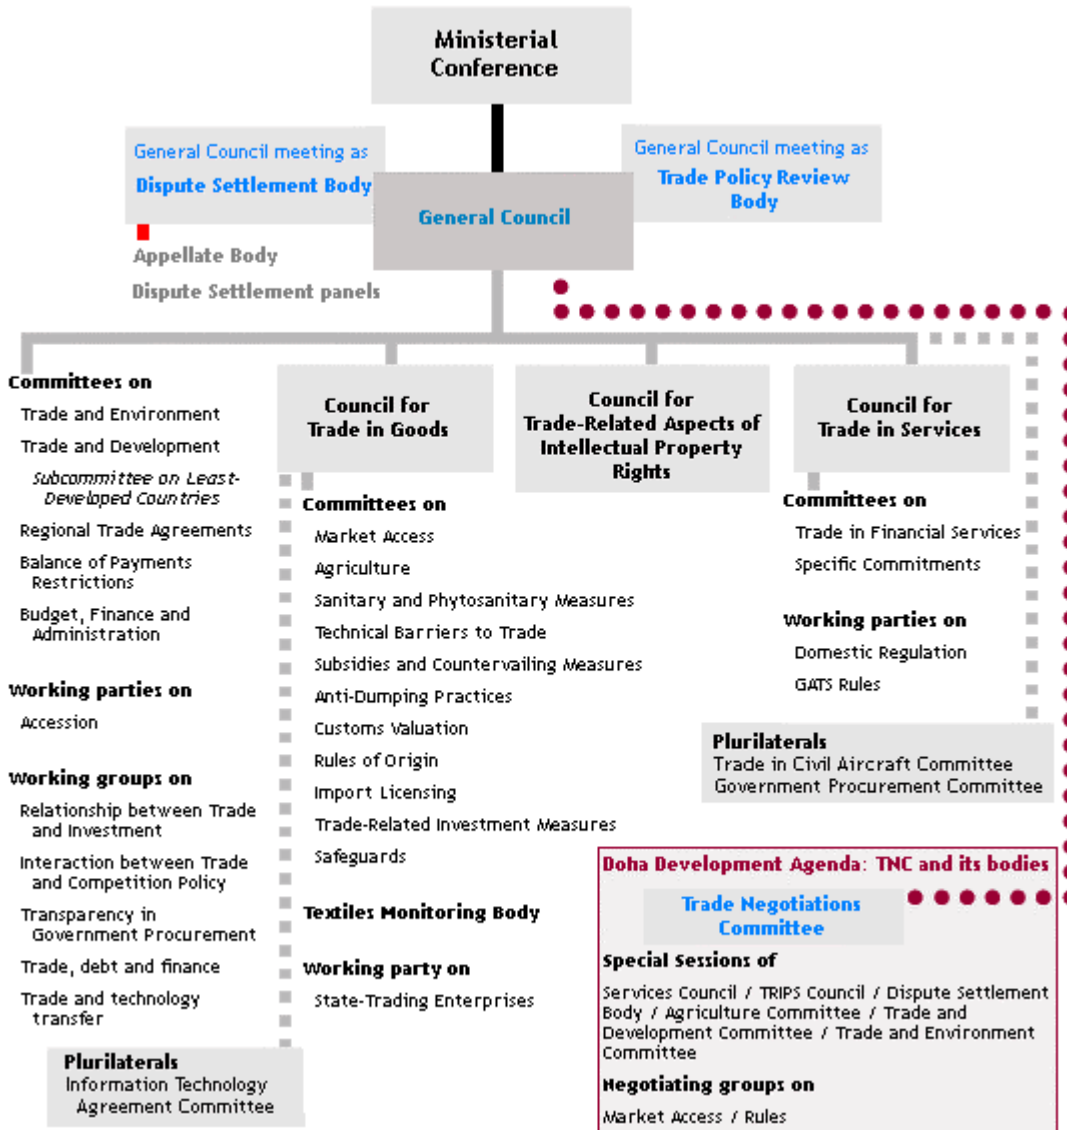 Ministerial
Conference
General Council meeting as
Dispute Settlement Body
General Council meeting as
Trade Policy Review
Body
General Council
Appellate Body
Dispute Settlement panels
Committees on
Trade and Environment
Trade and Development
Subcommittee on Least-
Developed Countries
Regional Trade Agreements
Balance of Payments
Restrictions
Budget, Finance and
Administration
Working parties on
Accession
Working groups on
Relationship between Trade
and Investment
Interaction between Trade
and Competition Policy
Transparency in
Government Procurement
Trade, debt and finance
Trade and technology
transfer
Plurilaterals
Information Technology
Agreement Committee
Council for
Trade in Goods
Committees on
Market Access
Agriculture
Sanitary and Phytosanitary Measures
Technical Barriers to Trade
Subsidies and Countervailing Measures
Anti-Dumping Practices
Customs Valuation
Rules of Origin
Import Licensing
Trade-Related Investment Measures
Safeguards
Textiles Monitoring Body
Working party on
State-Trading Enterprises
Council for
Trade-Related Aspects of
Intellectual Property
Rights
Council for
Trade in Services
Committees on
Trade in Financial Services
Specific Commitments
Working parties on
Domestic Regulation
GATS Rules
Plurilaterals
Trade in Civil Aircraft Committee
Government Procurement Committee
Doha Development Agenda: TNC and its bodies
Trade Negotiations
Committee
Special Sessions of
Services Council / TRIPS Council / Dispute Settlement
Body / Agriculture Committee / Trade and
Development Committee / Trade and Environment
Committee
Negotiating groups on
Market Access / Rules